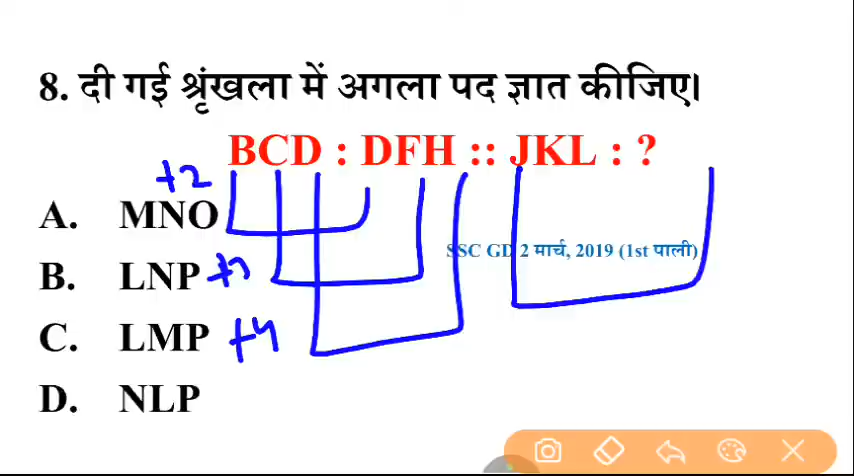 8. दी गई श्रृंखला में अगला पद ज्ञात कीजिए।
BCD : DFH :: JKL : ?
+2
A. MNO
SSC GD 2 मार्च, 2019 (1st पाली)
B. LNP +3
C. LMP +4
D. NLP